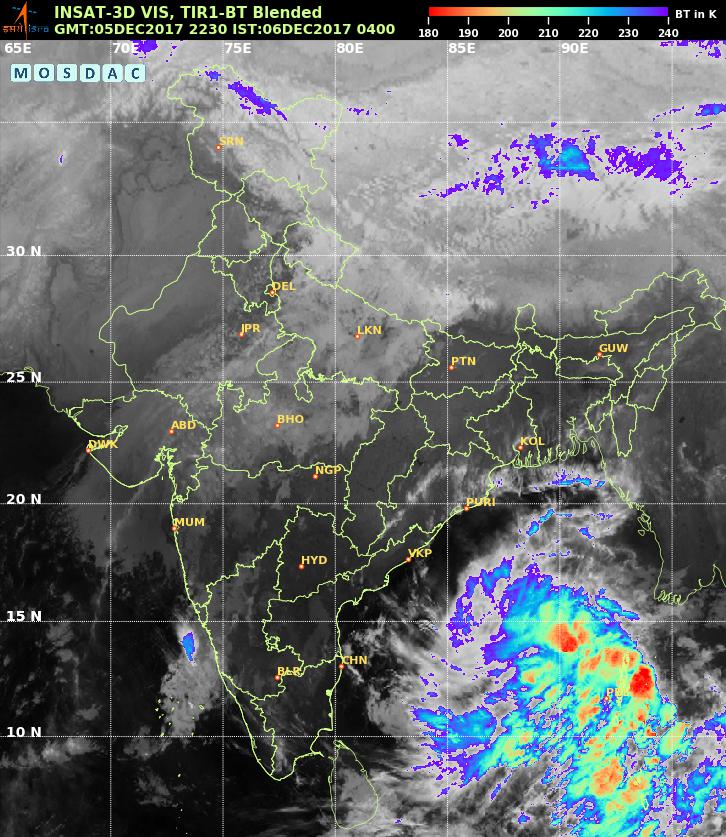 INSAT-3D VIS, TIR1-BT Blended
GMT:05DEC2017 2230 IST:06DEC2017 0400
BT in K
180 190 200 210 220 230 240
65E 70E 75E 80E 85E 90E
MOSDAC
SRN
30 N
DEL
JPR LKN
GUW
PTN
25 N
ABD BHO
DWK KOL
NGP
20 N PURI
MUM
VKP
HYD
15 N
CHN
BLR
10 N